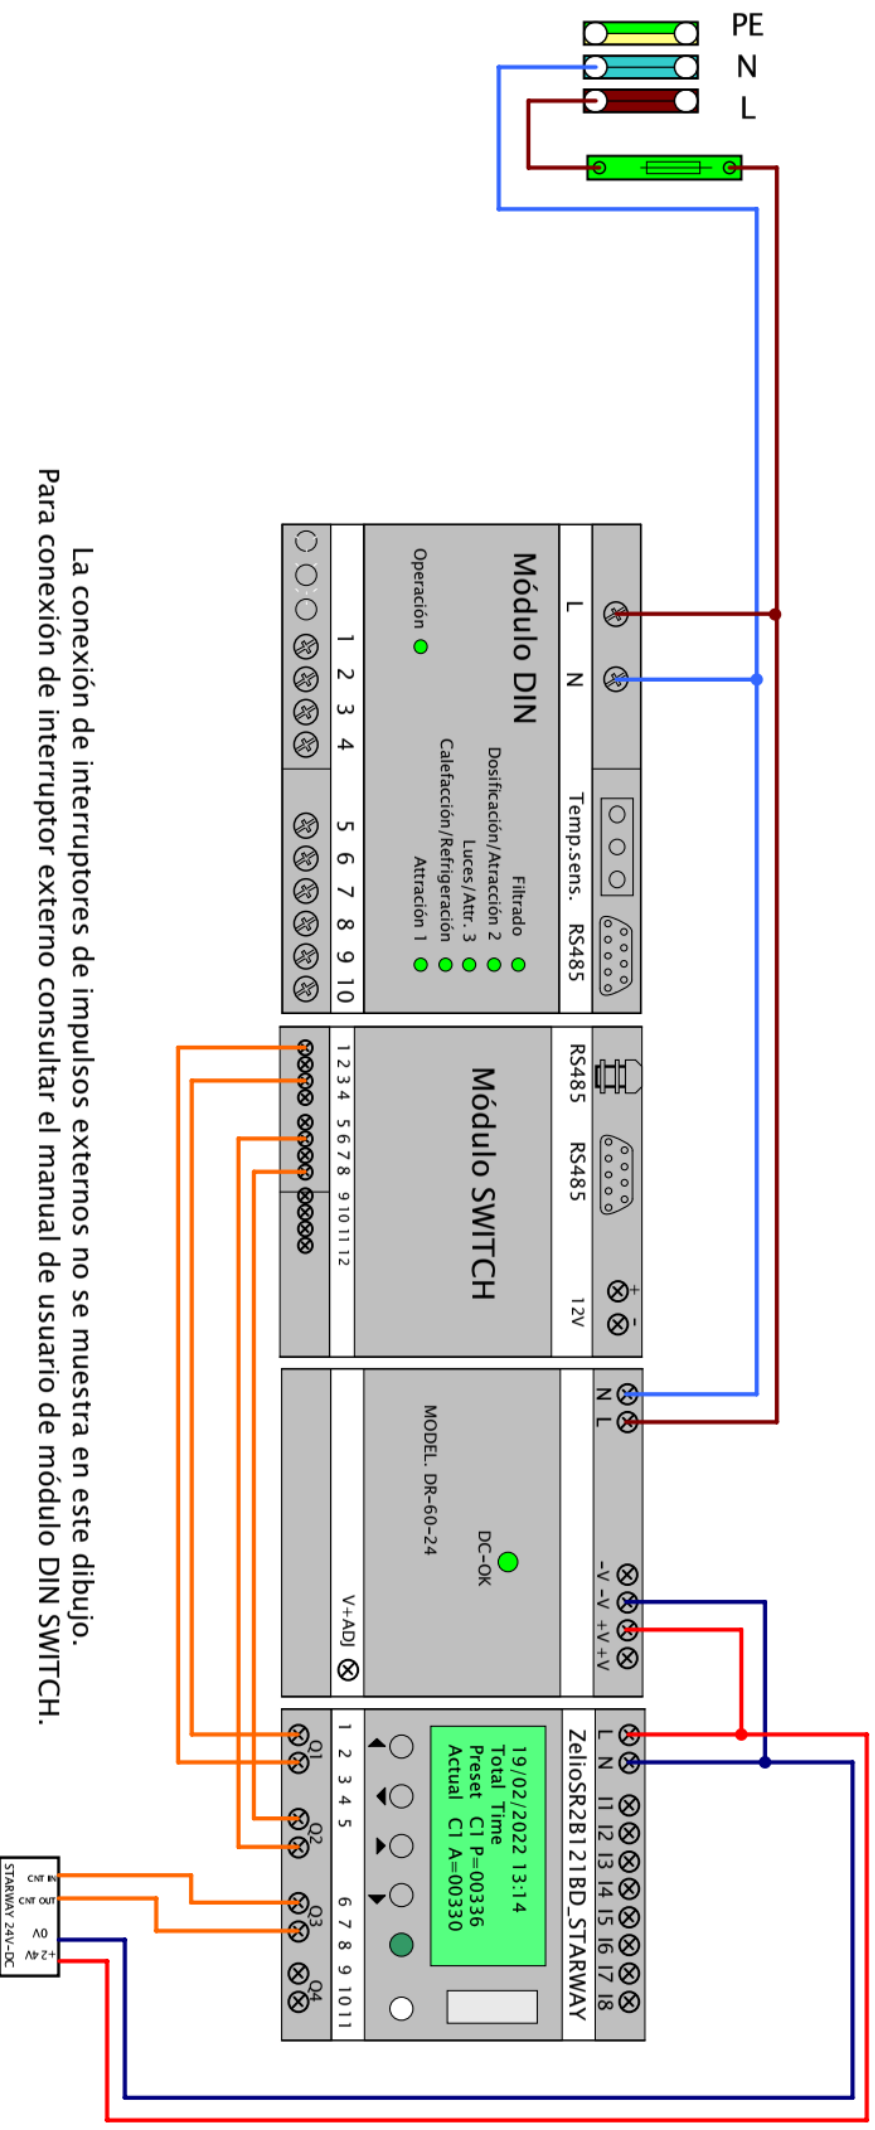 PE
N
L
Módulo DIN
L
N
Temp.sens.
RS485
Operación
Filtrado
Dosificación/Atracción 2
Luces/Attr. 3
Calefacción/Refrigeración
Attración 1
1 2 3 4 5 6 7 8 9 10
Módulo SWITCH
RS485
RS485
12V
+ -
1 2 3 4 5 6 7 8 9 10 11 12
N L
-V -V +V +V
MODEL. DR-60-24
DC-OK
V+ADJ
ZelioSR2B121BD_STARWAY
L N I1 I2 I3 I4 I5 I6 I7 I8
19/02/2022 13:14
Total Time
Preset C1 P=00336
Actual C1 A=00330
1 2 3 4 5 6 7 8 9 10 11
Q1 Q2 Q3 Q4
CNT IN
CNT OUT
0V
+24V
STARWAY 24V-DC
La conexión de interruptores de impulsos externos no se muestra en este dibujo.
Para conexión de interruptor externo consultar el manual de usuario de módulo DIN SWITCH.